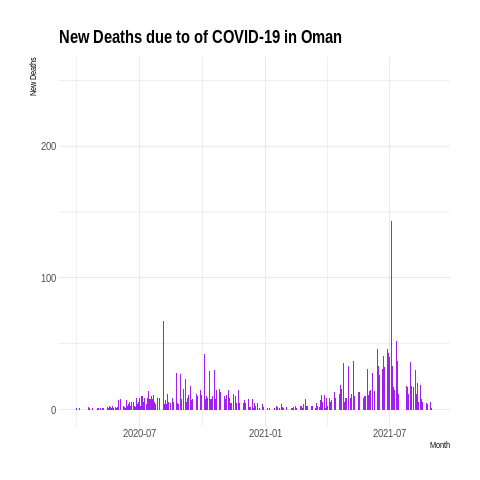 New Deaths due to of COVID-19 in Oman
New Deaths
200
100
0
2020-07
2021-01
2021-07
Month